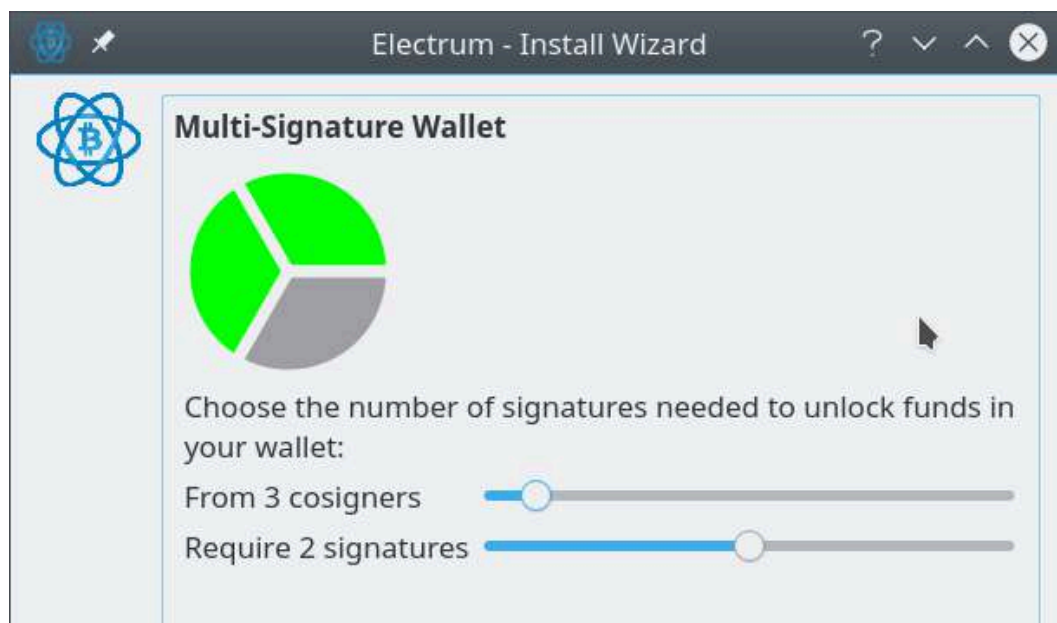 Electrum - Install Wizard
Multi-Signature Wallet
Choose the number of signatures needed to unlock funds in
your wallet:
From 3 cosigners
Require 2 signatures